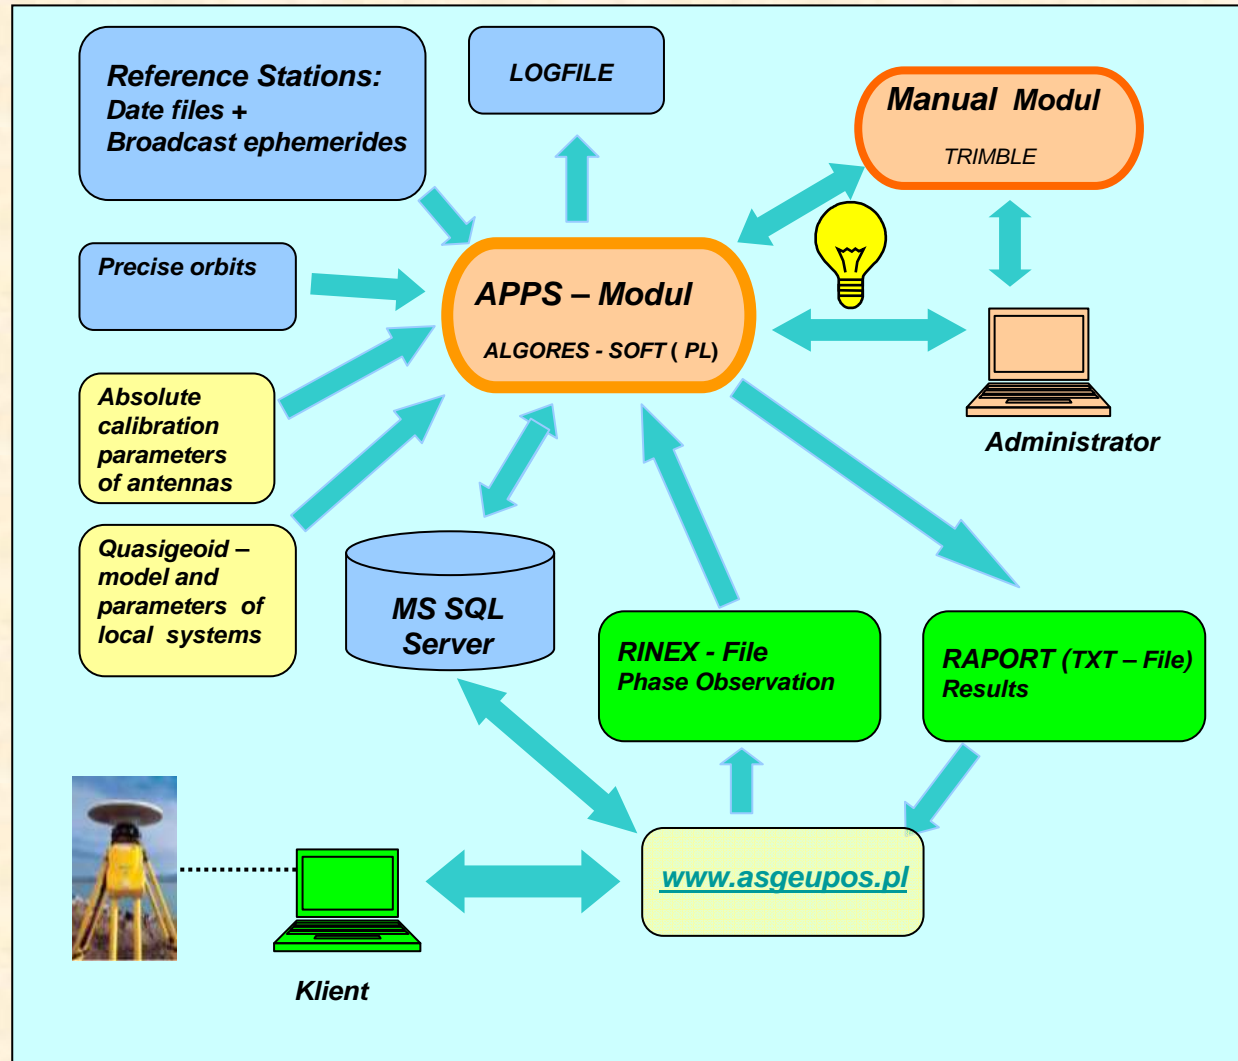 Reference Stations:
Date files +
Broadcast ephemerides
LOGFILE
Manual Modul
TRIMBLE
Precise orbits
APPS – Modul
ALGORES - SOFT ( PL)
Administrator
Absolute
calibration
parameters
of antennas
Quasigeoid –
model and
parameters of
local systems
MS SQL
Server
RINEX - File
Phase Observation
RAPORT (TXT – File)
Results
www.asgeupos.pl
Klient